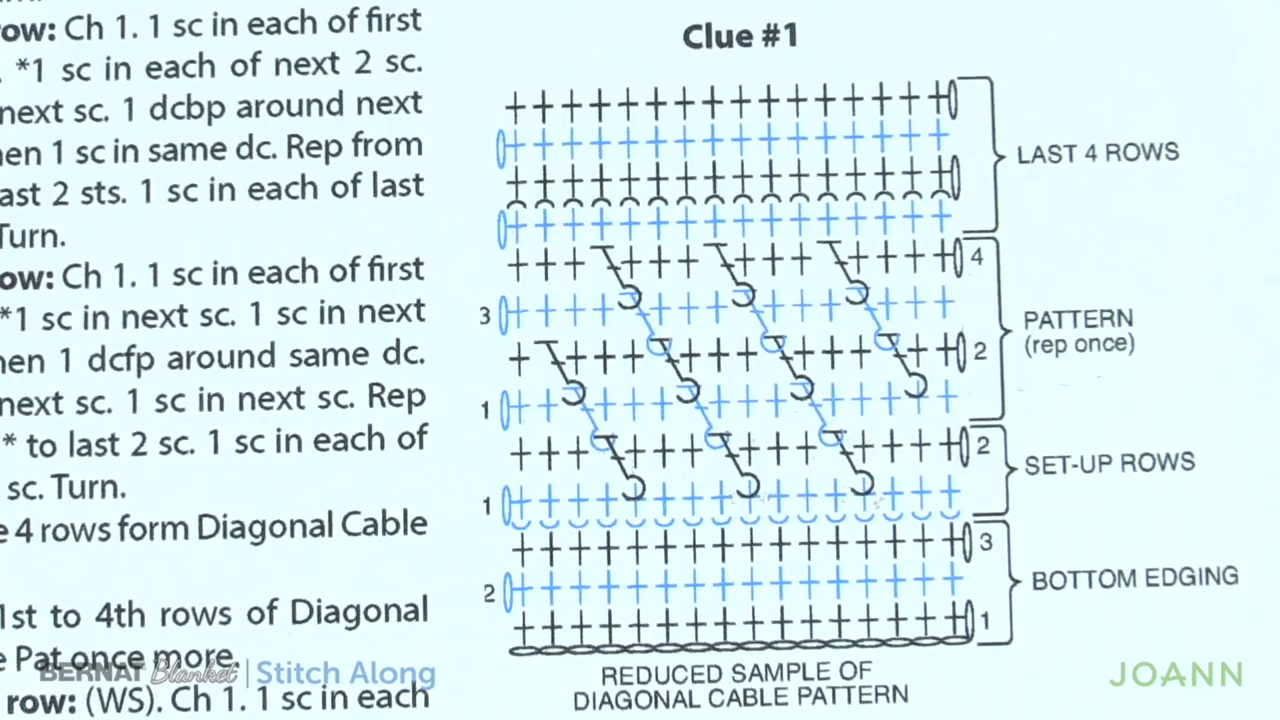 ow: Ch 1. 1 sc in each of first
*1 sc in each of next 2 sc.
next sc. 1 dcbp around next
en 1 sc in same dc. Rep from
ast 2 sts. 1 sc in each of last
Turn.
ow: Ch 1. 1 sc in each of first
*1 sc in next sc. 1 sc in next
en 1 dcfp around same dc.
next sc. 1 sc in next sc. Rep
* to last 2 sc. 1 sc in each of
sc. Turn.
e 4 rows form Diagonal Cable
1st to 4th rows of Diagonal
e Pat once more.
row: (WS). Ch 1. 1 sc in each
Clue #1
LAST 4 ROWS
4
3
PATTERN
(rep once)
2
1
2
SET-UP ROWS
1
3
BOTTOM EDGING
2
1
REDUCED SAMPLE OF
DIAGONAL CABLE PATTERN
BERNAT Blanket | Stitch Along
JOANN